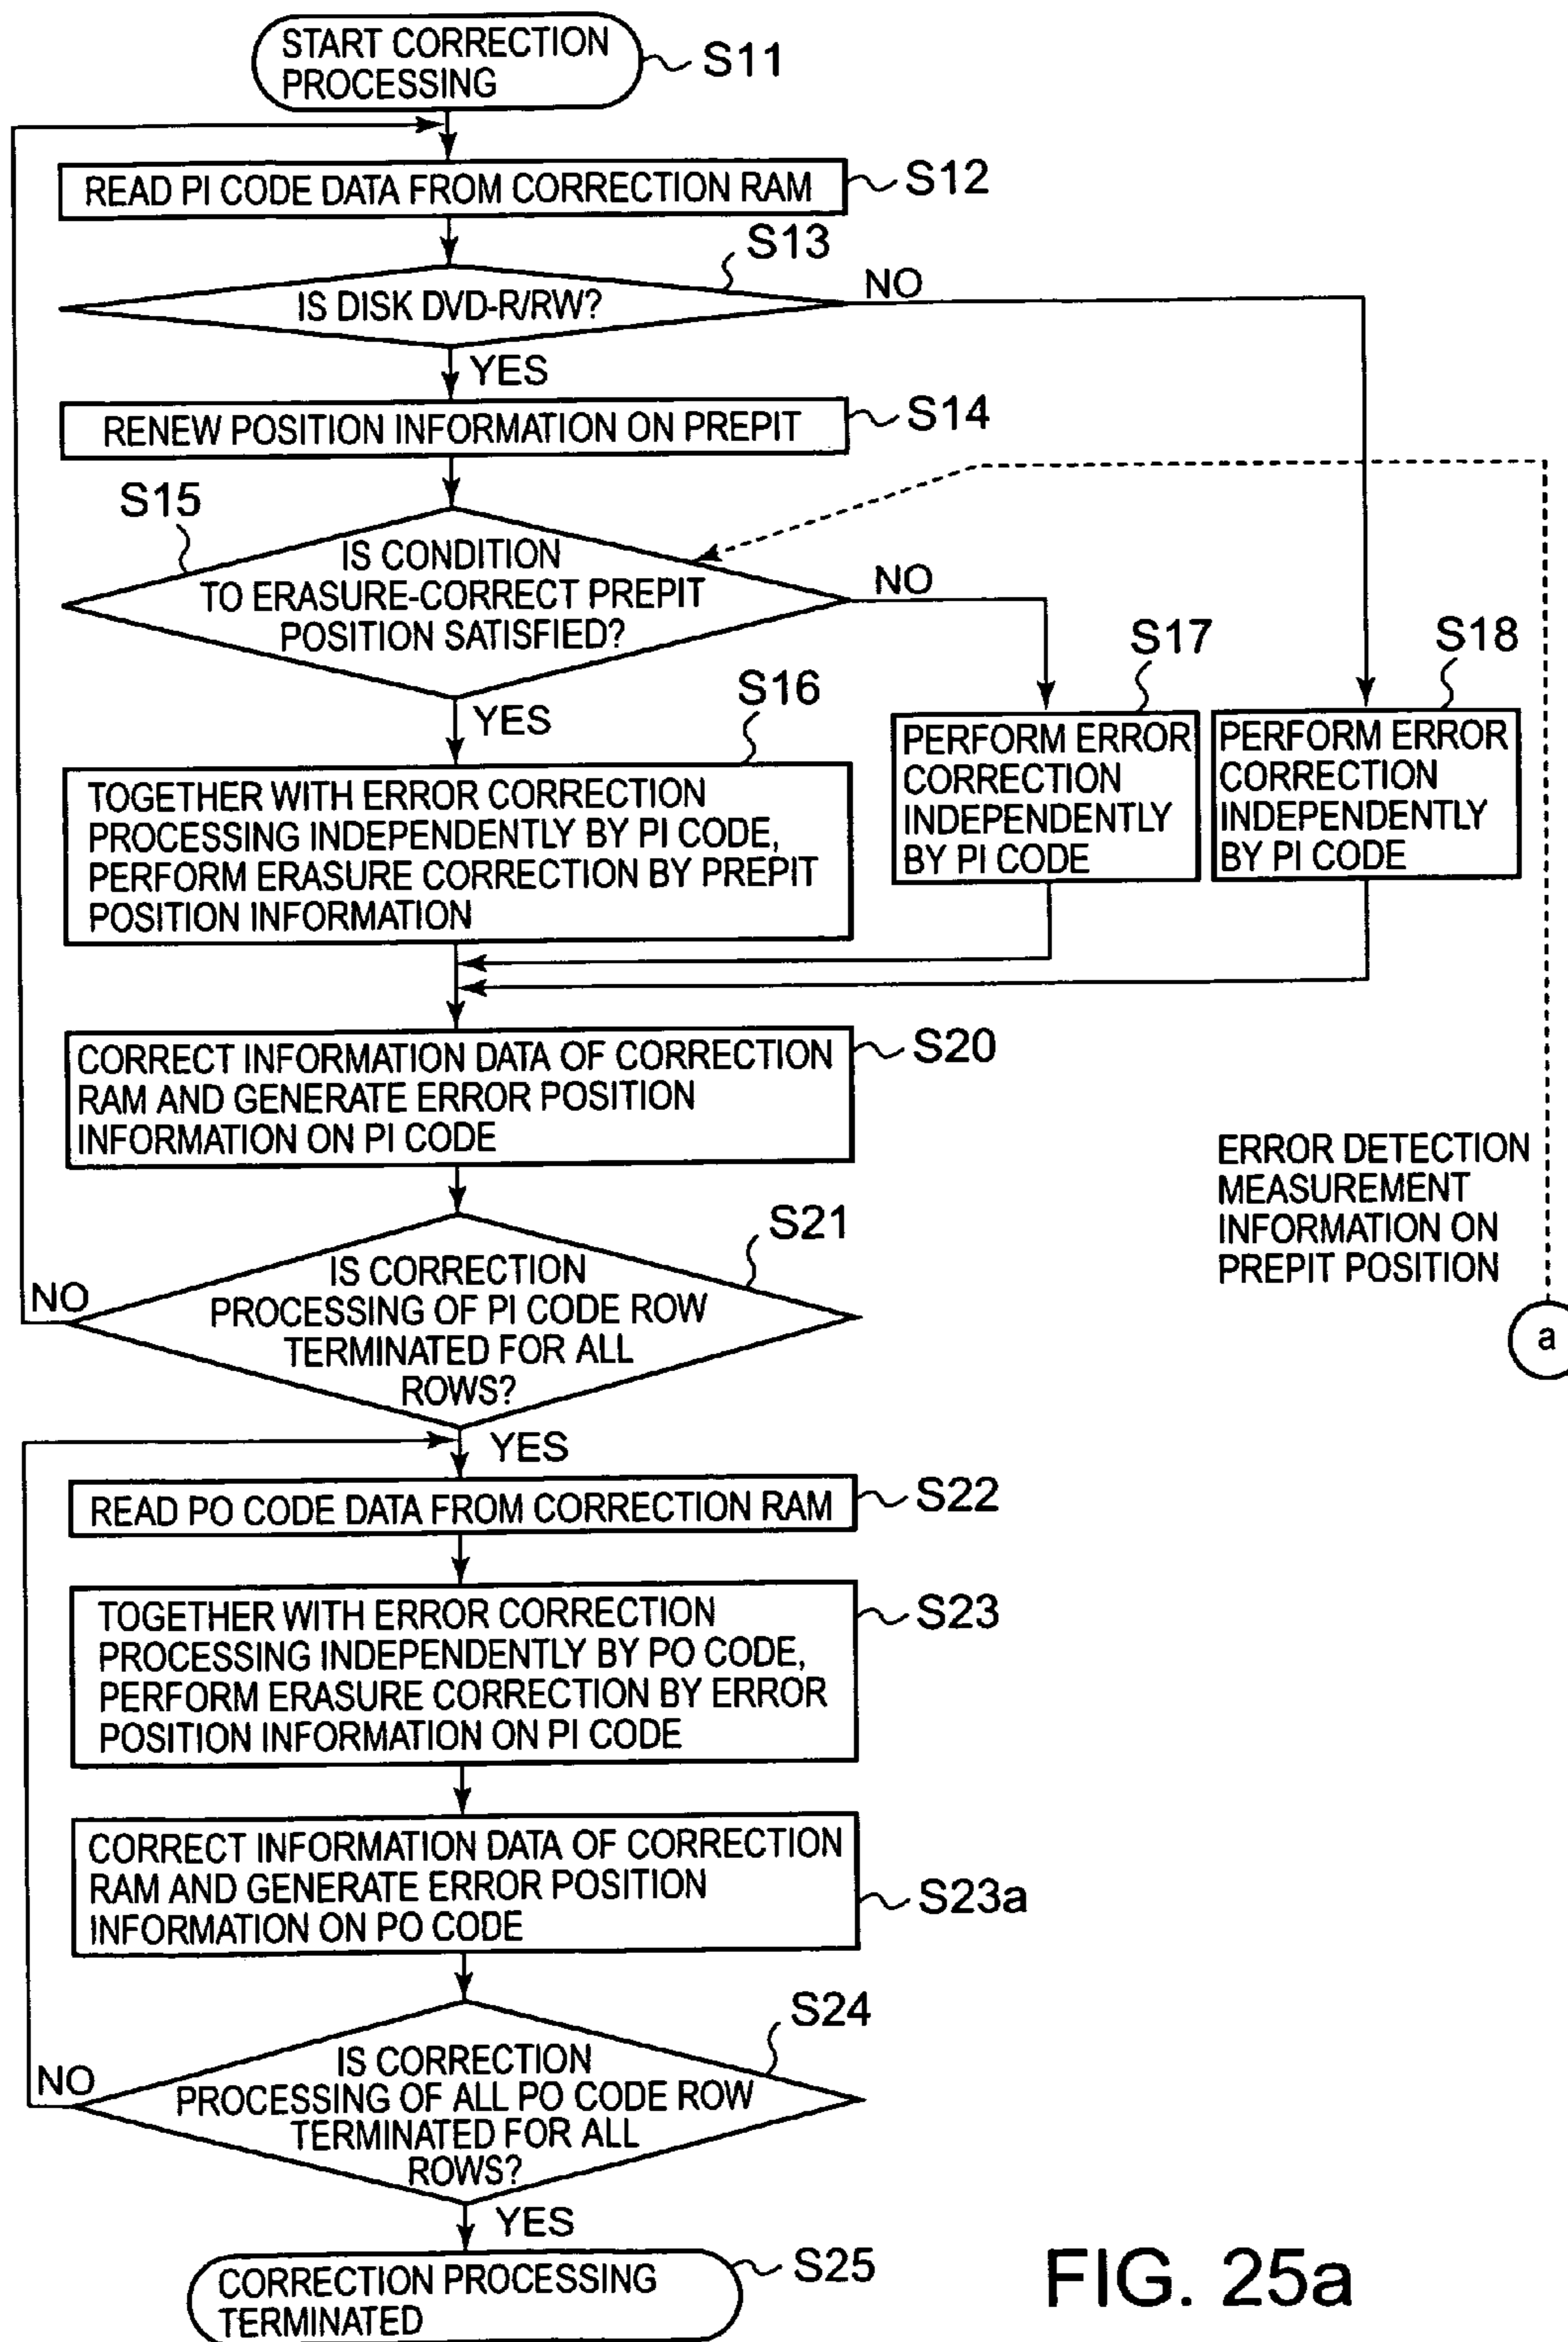 START CORRECTION
PROCESSING
S11
READ PI CODE DATA FROM CORRECTION RAM
S12
S13
IS DISK DVD-R/RW?
NO
YES
RENEW POSITION INFORMATION ON PREPIT
S14
S15
IS CONDITION
TO ERASURE-CORRECT PREPIT
POSITION SATISFIED?
NO
YES
S16
TOGETHER WITH ERROR CORRECTION
PROCESSING INDEPENDENTLY BY PI CODE,
PERFORM ERASURE CORRECTION BY PREPIT
POSITION INFORMATION
S17
PERFORM ERROR
CORRECTION
INDEPENDENTLY
BY PI CODE
S18
PERFORM ERROR
CORRECTION
INDEPENDENTLY
BY PI CODE
CORRECT INFORMATION DATA OF CORRECTION
RAM AND GENERATE ERROR POSITION
INFORMATION ON PI CODE
S20
ERROR DETECTION
MEASUREMENT
INFORMATION ON
PREPIT POSITION
a
S21
IS CORRECTION
PROCESSING OF PI CODE ROW
TERMINATED FOR ALL
ROWS?
NO
YES
READ PO CODE DATA FROM CORRECTION RAM
S22
TOGETHER WITH ERROR CORRECTION
PROCESSING INDEPENDENTLY BY PO CODE,
PERFORM ERASURE CORRECTION BY ERROR
POSITION INFORMATION ON PI CODE
S23
CORRECT INFORMATION DATA OF CORRECTION
RAM AND GENERATE ERROR POSITION
INFORMATION ON PO CODE
S23a
S24
IS CORRECTION
PROCESSING OF ALL PO CODE ROW
TERMINATED FOR ALL
ROWS?
NO
YES
CORRECTION PROCESSING
TERMINATED
S25
FIG. 25a